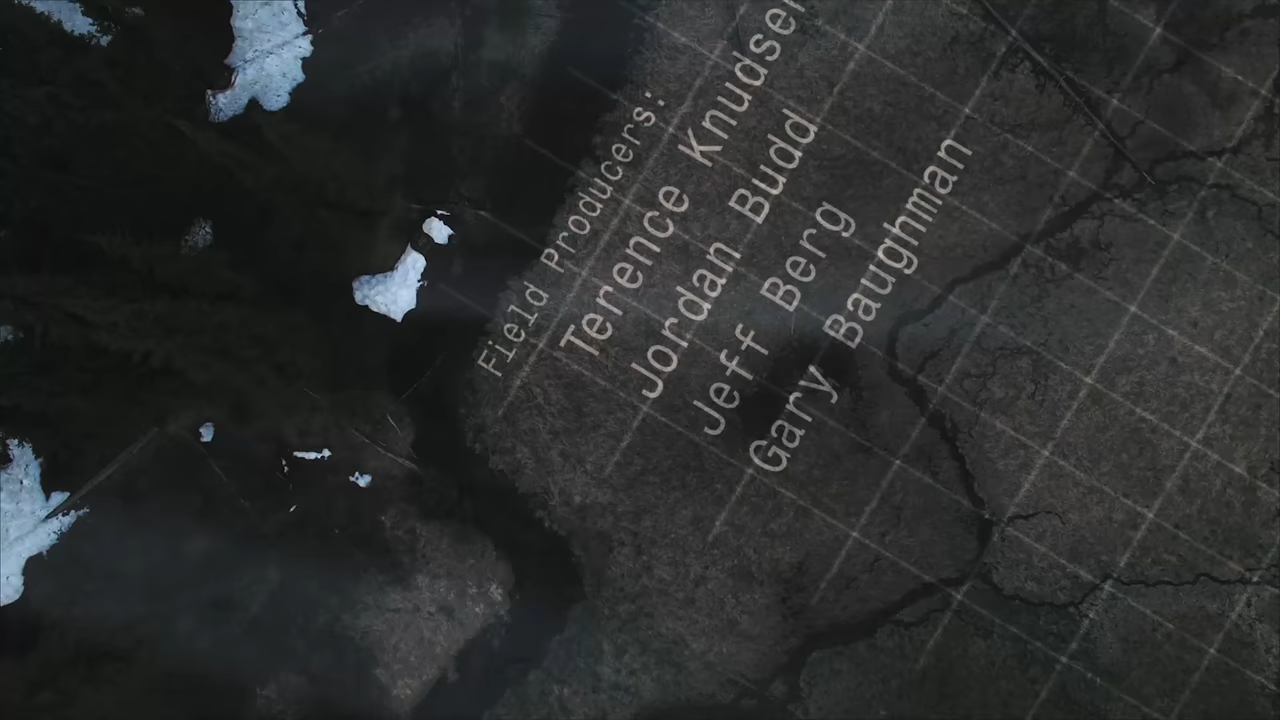 Field Producers:
Terence Knudsen
Jordan Budd
Jeff Berg
Gary Baughman